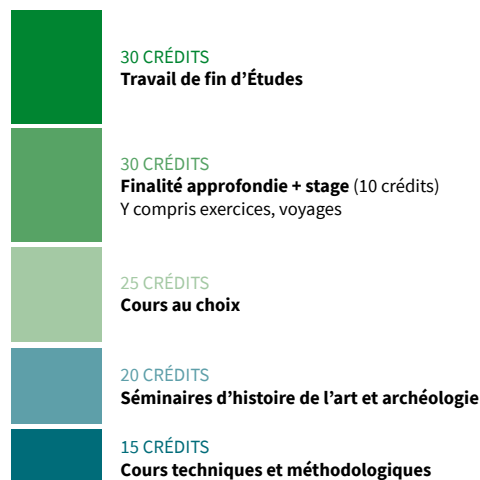 30 CRÉDITS
Travail de fin d’Études
30 CRÉDITS
Finalité approfondie + stage (10 crédits)
Y compris exercices, voyages
25 CRÉDITS
Cours au choix
20 CRÉDITS
Séminaires d’histoire de l’art et archéologie
15 CRÉDITS
Cours techniques et méthodologiques